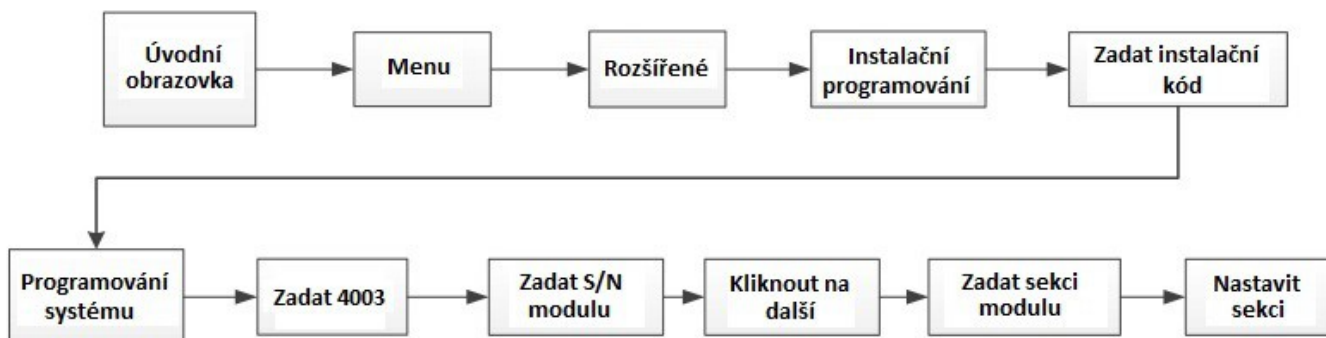 Úvodní
obrazovka
Menu
Rozšířené
Instalační
programování
Zadat instalační
kód
Programování
systému
Zadat 4003
Zadat S/N
modulu
Kliknout na
další
Zadat sekci
modulu
Nastavit
sekci